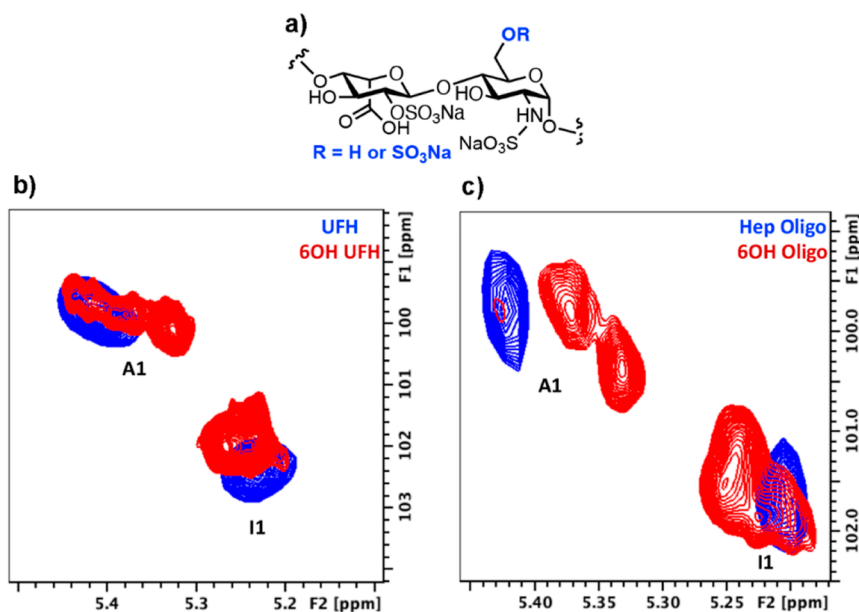 a)
OR
O
O
O
O
HO
HO
OSO₃Na
O
OH
HN
O
NaO₃S
R = H or SO₃Na
b)
c)
UFH
6OH UFH
Hep Oligo
6OH Oligo
A1
I1
A1
I1
F1 [ppm]
100
101
102
103
F1 [ppm]
100.0
101.0
102.0
5.4
5.3
5.2
F2 [ppm]
5.40
5.35
5.30
5.25
F2 [ppm]